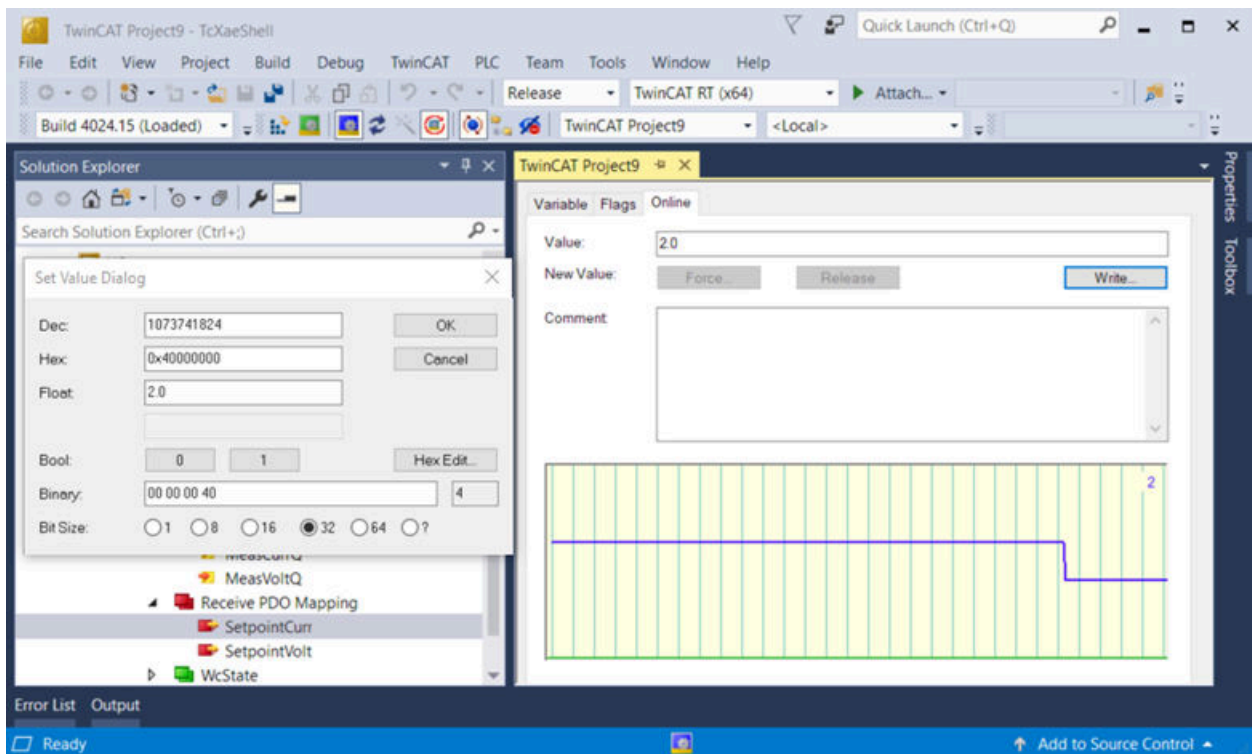 TwinCAT Project9 - TcXaeShell
Quick Launch (Ctrl+Q)
File Edit View Project Build Debug TwinCAT PLC Team Tools Window Help
Release TwinCAT RT (x64) Attach...
Build 4024.15 (Loaded) TwinCAT Project9 <Local>
Solution Explorer
Search Solution Explorer (Ctrl+;)
Set Value Dialog
Dec: 1073741824 OK
Hex: 0x40000000 Cancel
Float: 2.0
Bool: 0 1 Hex Edit...
Binary: 00 00 00 40 4
Bit Size: 1 8 16 32 64 ?
MeasCurrQ
MeasVoltQ
Receive PDO Mapping
SetpointCurr
SetpointVolt
WcState
TwinCAT Project9
Variable Flags Online
Value: 2.0
New Value: Force... Release Write...
Comment:
2
Properties
Toolbox
Error List Output
Ready
Add to Source Control